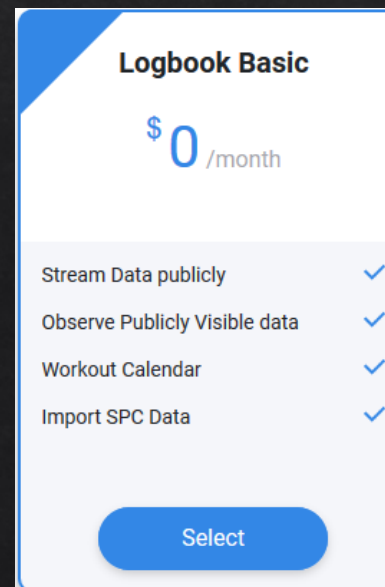 Logbook Basic
$ 0 /month
Stream Data publicly
Observe Publicly Visible data
Workout Calendar
Import SPC Data
Select